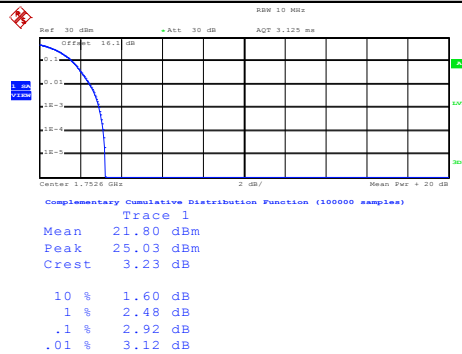 RBW 10 MHz
Ref 30 dBm Att 30 dB AQT 3.125 ms
Offset 16.1 dB
0.1
1 SA
VIEW
0.01
1E-3
LV
1E-4
1E-5
Center 1.7526 GHz 2 dB/ Mean Pwr + 20 dB
Complementary Cumulative Distribution Function (100000 samples)
Trace 1
Mean 21.80 dBm
Peak 25.03 dBm
Crest 3.23 dB
10 % 1.60 dB
1 % 2.48 dB
.1 % 2.92 dB
.01 % 3.12 dB